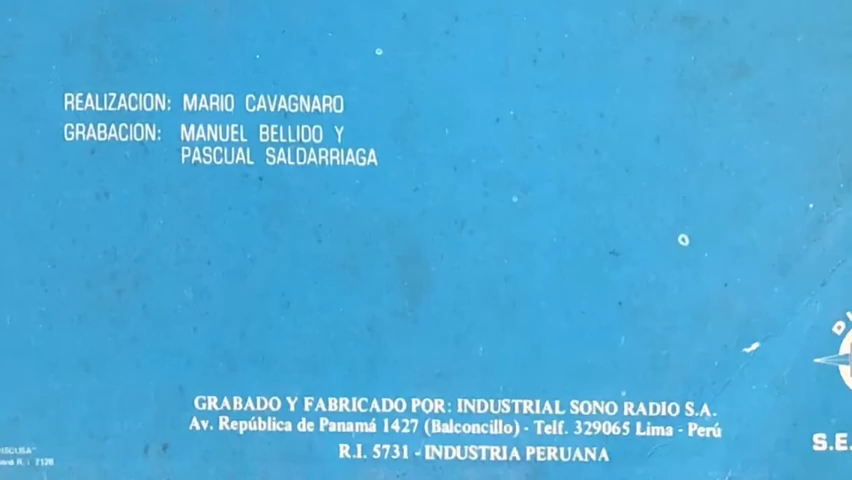 REALIZACION: MARIO CAVAGNARO
GRABACION: MANUEL BELLIDO Y
PASCUAL SALDARRIAGA
GRABADO Y FABRICADO POR: INDUSTRIAL SONO RADIO S.A.
Av. República de Panamá 1427 (Balconcillo) - Telf. 329065 Lima - Perú
R.I. 5731 - INDUSTRIA PERUANA
S.E.
R. I. 7128